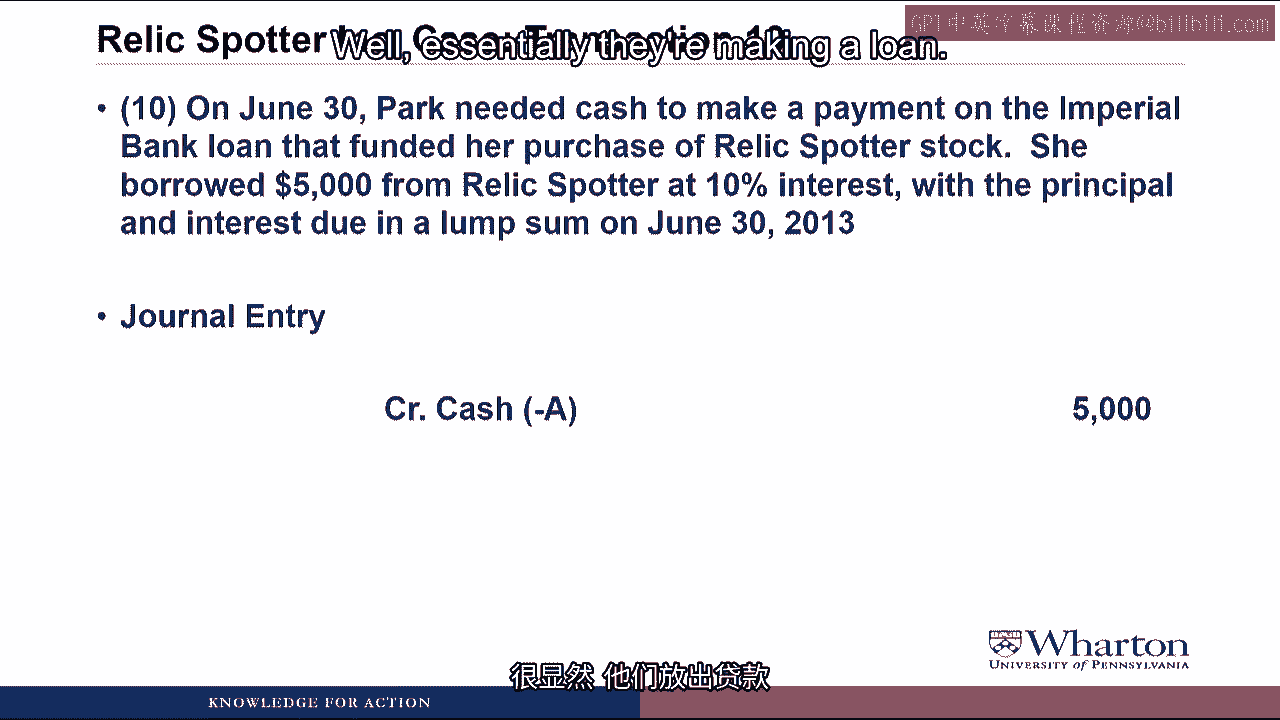 GPT中英字幕课程资源@bilibili.com
Relic Spotter Inc. Case: Transaction 10
Well, essentially they're making a loan.
• (10) On June 30, Park needed cash to make a payment on the Imperial
Bank loan that funded her purchase of Relic Spotter stock. She
borrowed $5,000 from Relic Spotter at 10% interest, with the principal
and interest due in a lump sum on June 30, 2013
• Journal Entry
Cr. Cash (-A) 5,000
Wharton
UNIVERSITY of PENNSYLVANIA
很显然 他们放出贷款
KNOWLEDGE FOR ACTION